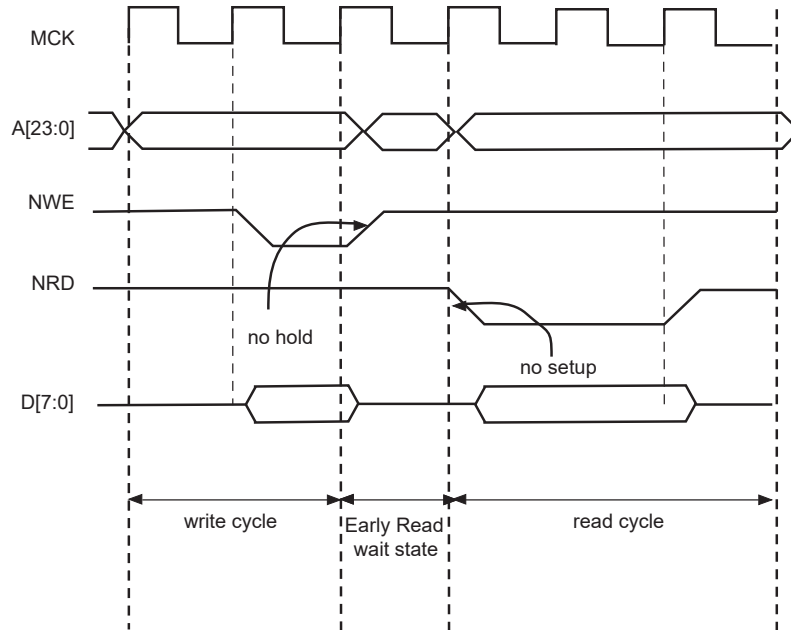 MCK
A[23:0]
NWE
NRD
no hold
no setup
D[7:0]
write cycle
Early Read
wait state
read cycle